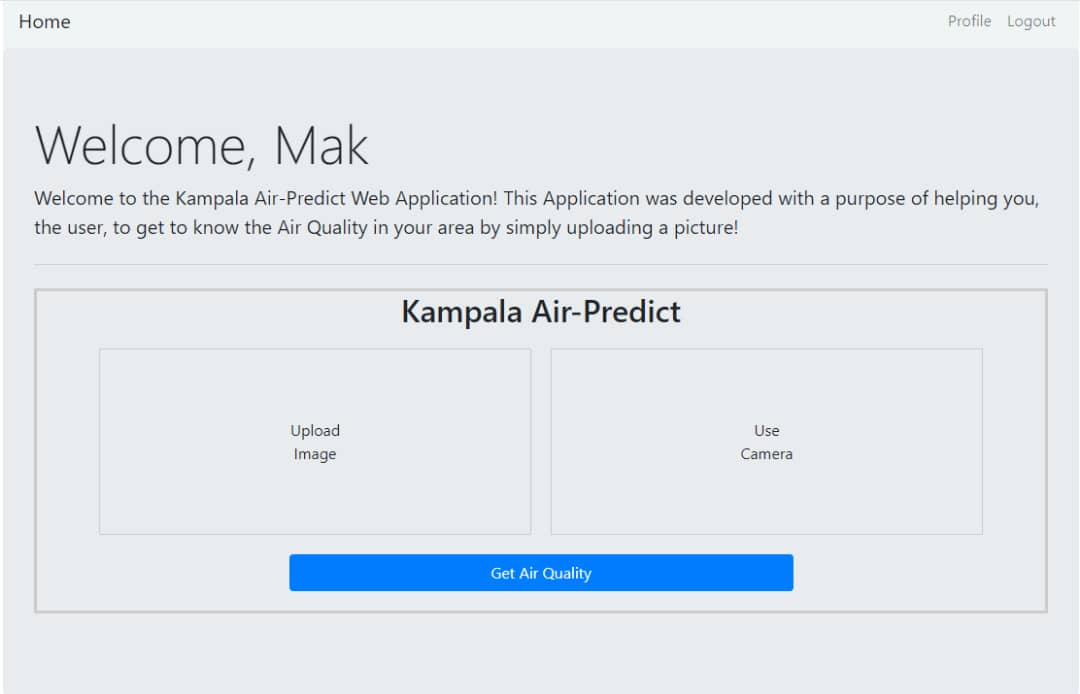 Home
Profile Logout
Welcome, Mak
Welcome to the Kampala Air-Predict Web Application! This Application was developed with a purpose of helping you,
the user, to get to know the Air Quality in your area by simply uploading a picture!
Kampala Air-Predict
Upload
Image
Use
Camera
Get Air Quality